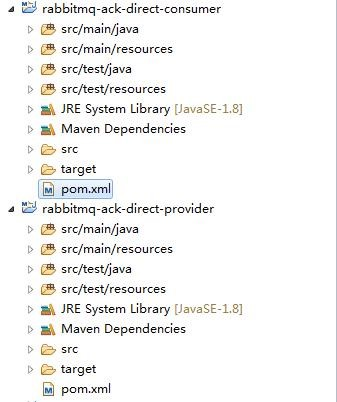 rabbitmq-ack-direct-consumer
src/main/java
src/main/resources
src/test/java
src/test/resources
JRE System Library [JavaSE-1.8]
Maven Dependencies
src
target
pom.xml
rabbitmq-ack-direct-provider
src/main/java
src/main/resources
src/test/java
src/test/resources
JRE System Library [JavaSE-1.8]
Maven Dependencies
src
target
pom.xml